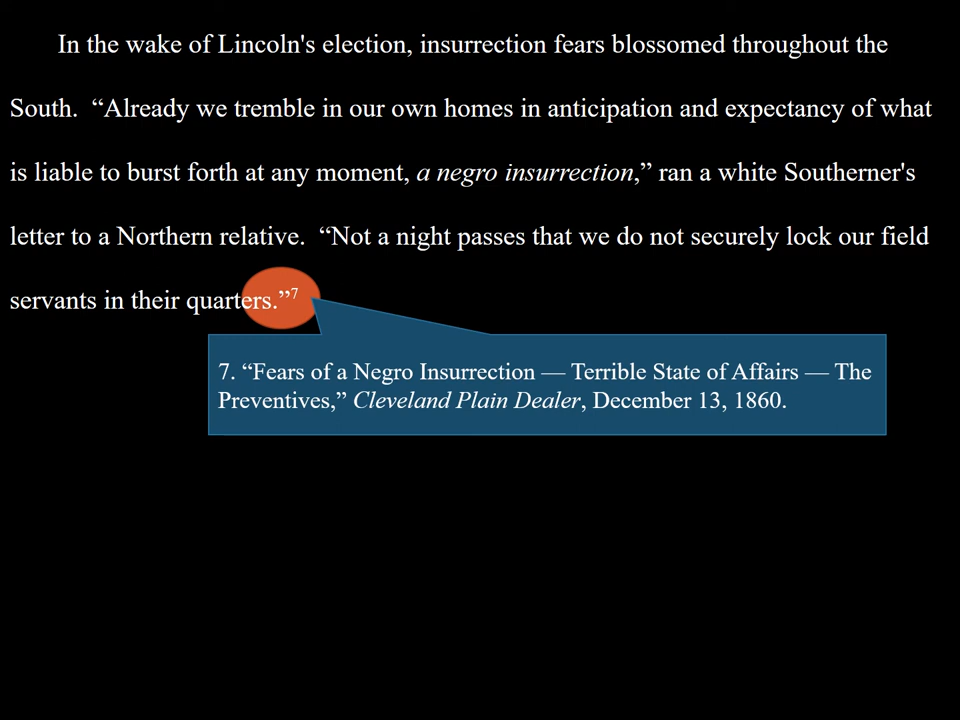 In the wake of Lincoln's election, insurrection fears blossomed throughout the
South. “Already we tremble in our own homes in anticipation and expectancy of what
is liable to burst forth at any moment, a negro insurrection,” ran a white Southerner's
letter to a Northern relative. “Not a night passes that we do not securely lock our field
servants in their quarters.”7
7. “Fears of a Negro Insurrection — Terrible State of Affairs — The
Preventives,” Cleveland Plain Dealer, December 13, 1860.